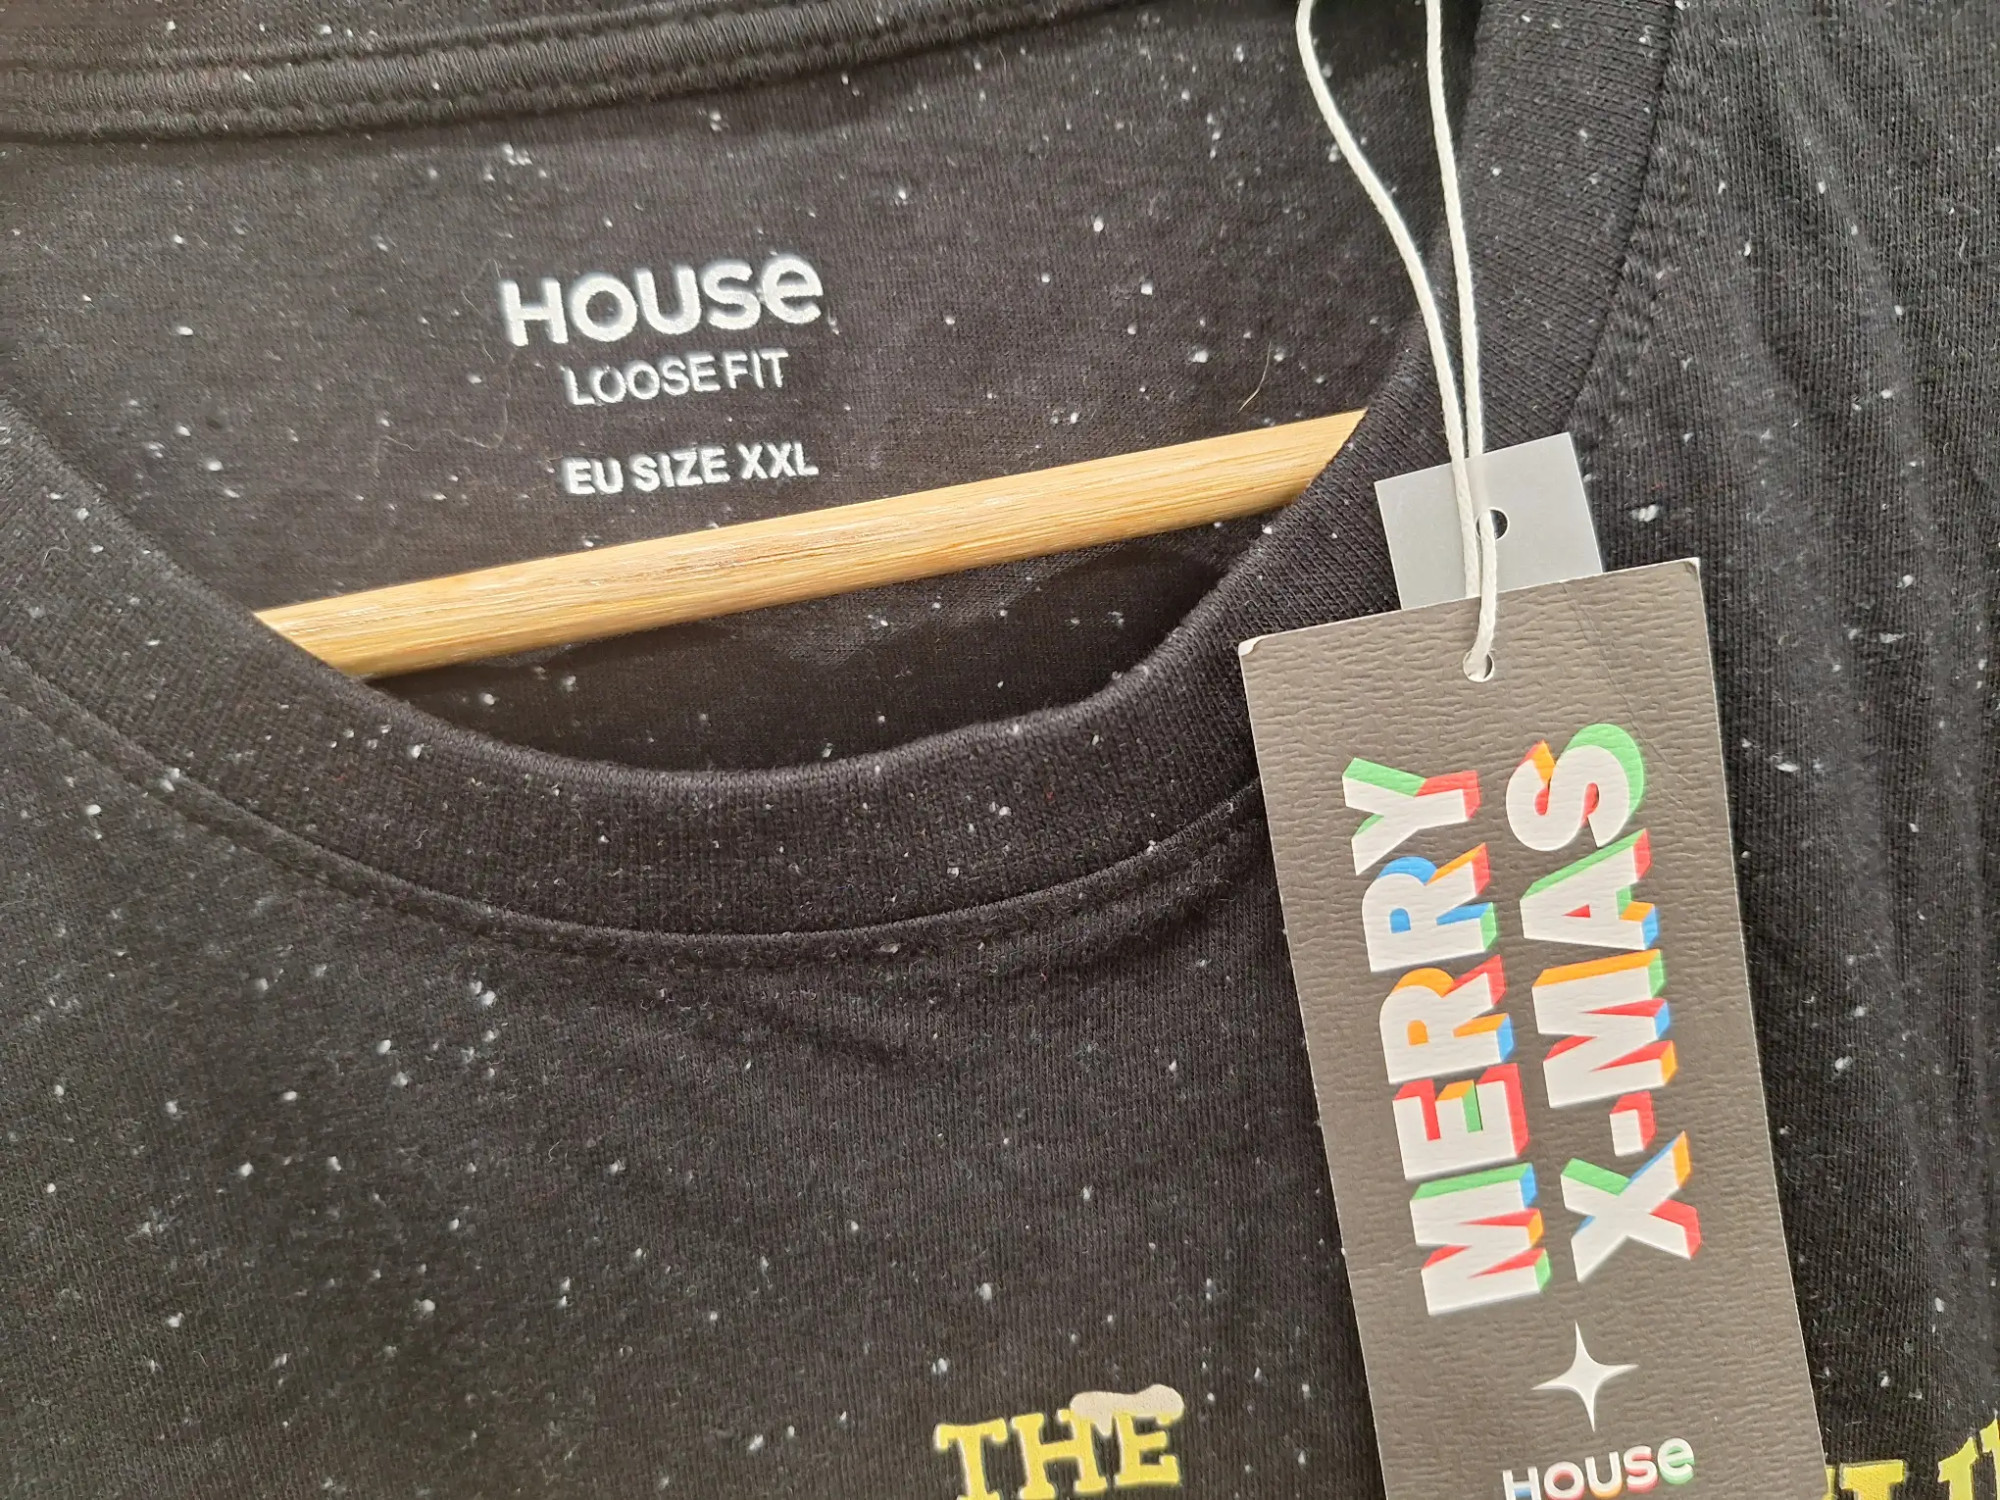 HOUSE
LOOSE FIT
EU SIZE XXL
MERRY
X-MAS
HOUSE
THE